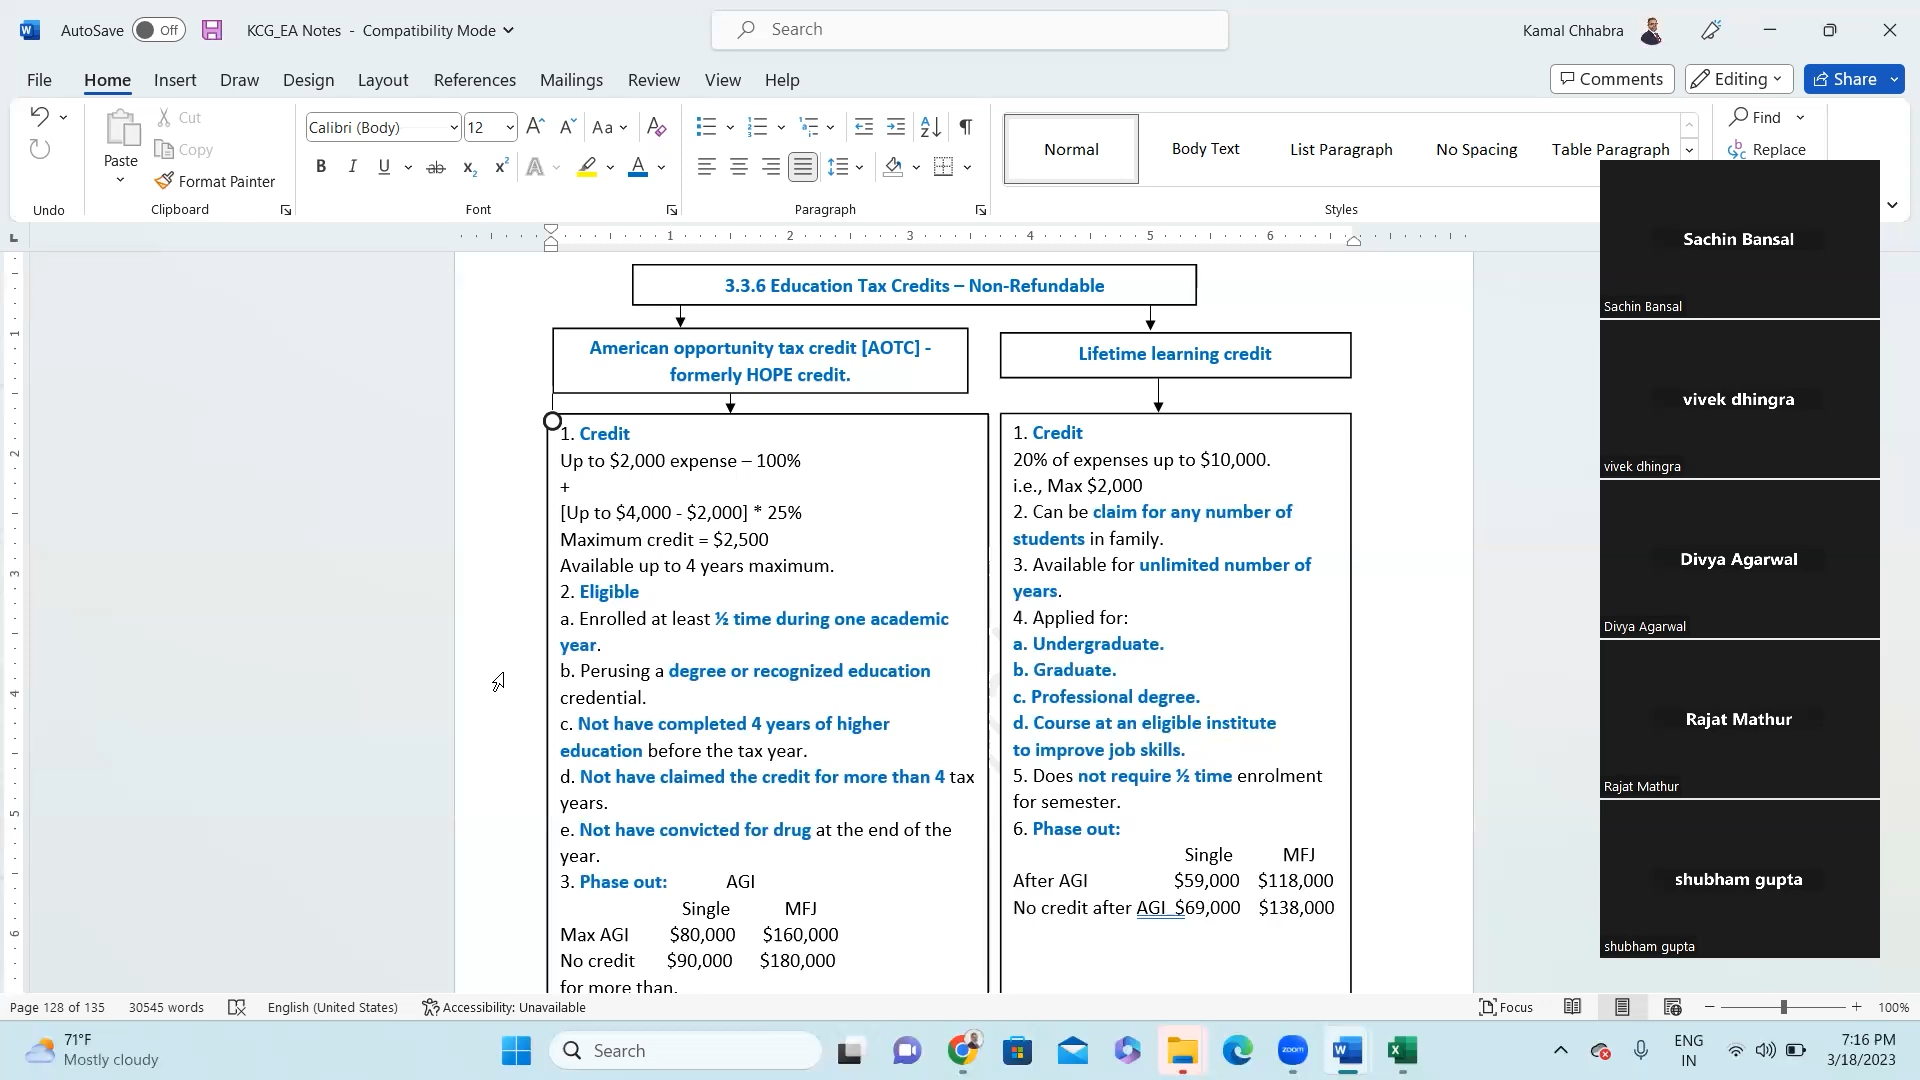 AutoSave Off KCG_EA Notes - Compatibility Mode Search Kamal Chhabra
File Home Insert Draw Design Layout References Mailings Review View Help Comments Editing Share
Paste Cut Copy Format Painter
Calibri (Body) 12
Normal Body Text List Paragraph No Spacing Table Paragraph
Find
Replace
Undo Clipboard Font Paragraph Styles
1 2 3 4 5 6
3.3.6 Education Tax Credits – Non-Refundable
American opportunity tax credit [AOTC] -
formerly HOPE credit.
1. Credit
Up to $2,000 expense – 100%
+
[Up to $4,000 - $2,000] * 25%
Maximum credit = $2,500
Available up to 4 years maximum.
2. Eligible
a. Enrolled at least ½ time during one academic
year.
b. Perusing a degree or recognized education
credential.
c. Not have completed 4 years of higher
education before the tax year.
d. Not have claimed the credit for more than 4 tax
years.
e. Not have convicted for drug at the end of the
year.
3. Phase out: AGI
Single MFJ
Max AGI $80,000 $160,000
No credit $90,000 $180,000
for more than.
Lifetime learning credit
1. Credit
20% of expenses up to $10,000.
i.e., Max $2,000
2. Can be claim for any number of
students in family.
3. Available for unlimited number of
years.
4. Applied for:
a. Undergraduate.
b. Graduate.
c. Professional degree.
d. Course at an eligible institute
to improve job skills.
5. Does not require ½ time enrolment
for semester.
6. Phase out:
Single MFJ
After AGI $59,000 $118,000
No credit after AGI $69,000 $138,000
Sachin Bansal
Sachin Bansal
vivek dhingra
vivek dhingra
Divya Agarwal
Divya Agarwal
Rajat Mathur
Rajat Mathur
shubham gupta
shubham gupta
Page 128 of 135 30545 words English (United States) Accessibility: Unavailable Focus 100%
71°F
Mostly cloudy
Search
zoom
ENG
IN
7:16 PM
3/18/2023